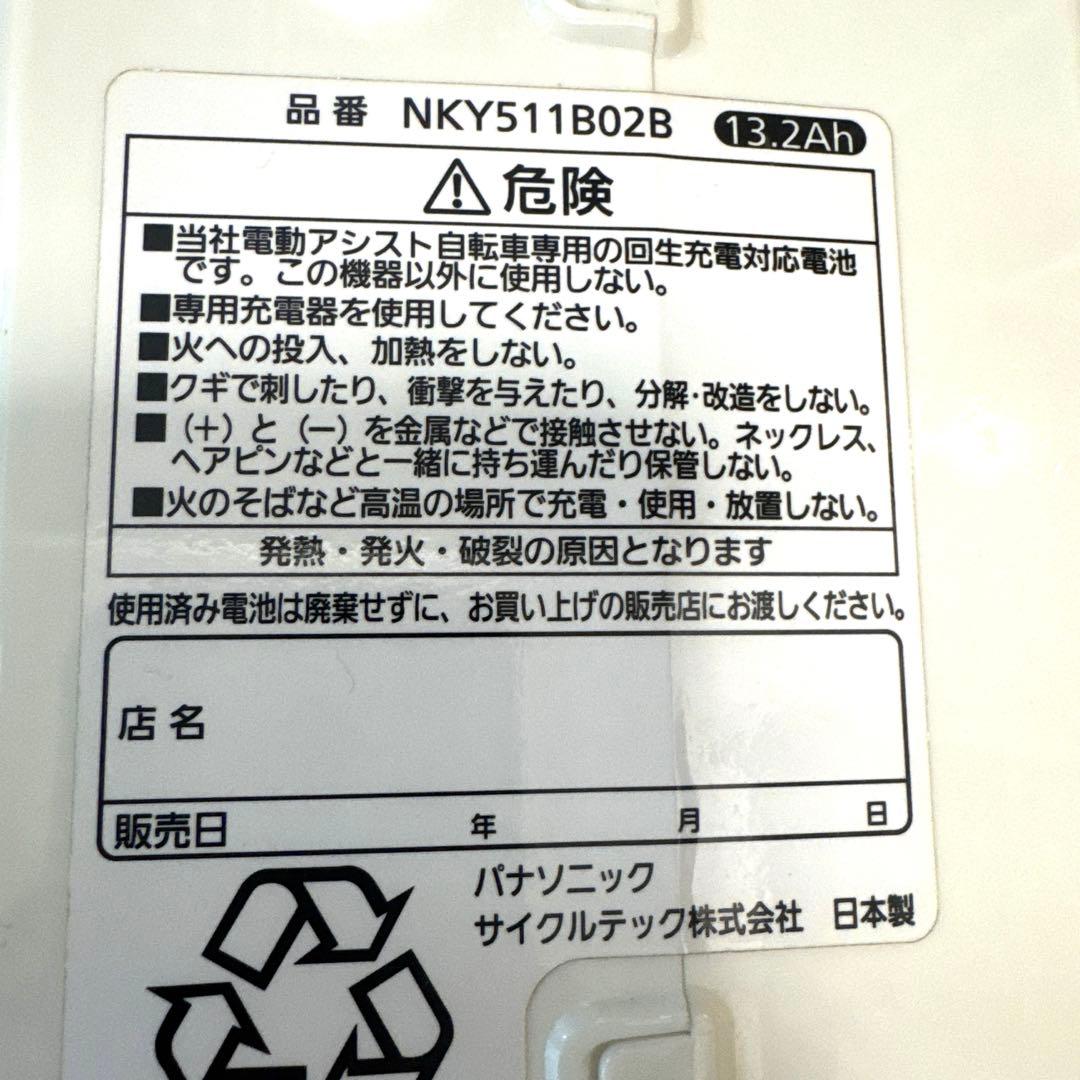 品番 NKY511B02B 13.2Ah
危険
■当社電動アシスト自転車専用の回生充電対応電池
です。この機器以外に使用しない。
■専用充電器を使用してください。
■火への投入、加熱をしない。
■クギで刺したり、衝撃を与えたり、分解・改造をしない。
■（＋）と（－）を金属などで接触させない。ネックレス、
ヘアピンなどと一緒に持ち運んだり保管しない。
■火のそばなど高温の場所で充電・使用・放置しない。
発熱・発火・破裂の原因となります
使用済み電池は廃棄せずに、お買い上げの販売店にお渡しください。
店名
販売日 年 月 日
パナソニック
サイクルテック株式会社 日本製